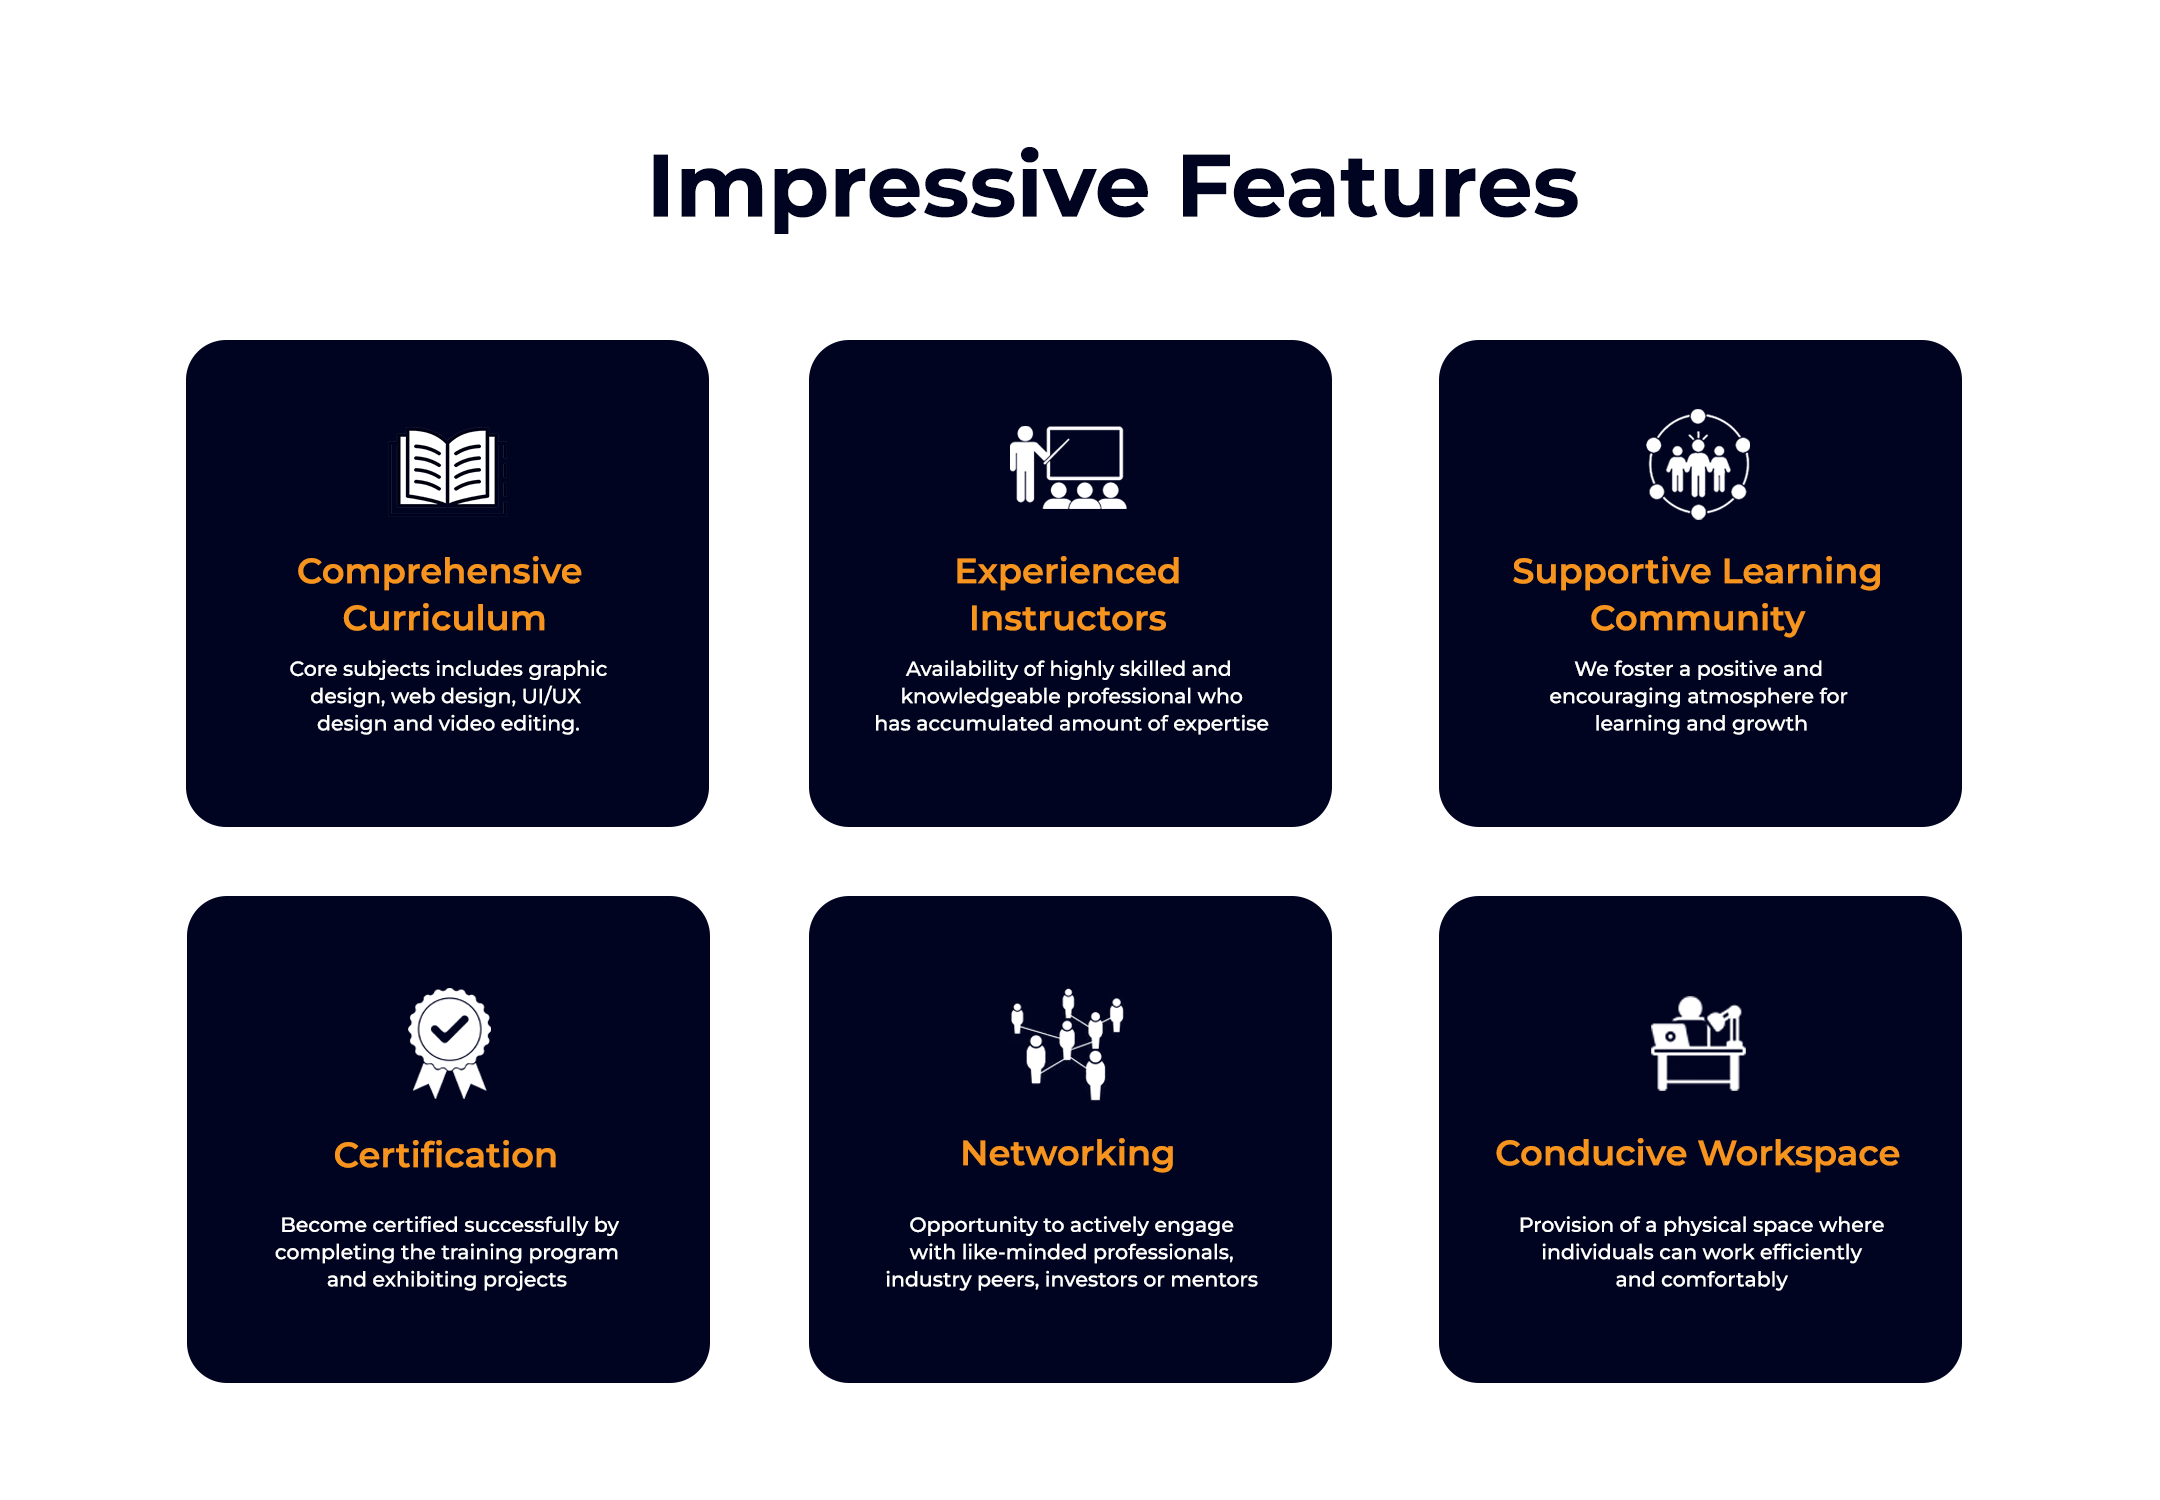 Impressive Features
Comprehensive
Curriculum
Core subjects includes graphic
design, web design, UI/UX
design and video editing.
Experienced
Instructors
Availability of highly skilled and
knowledgeable professional who
has accumulated amount of expertise
Supportive Learning
Community
We foster a positive and
encouraging atmosphere for
learning and growth
Certification
Become certified successfully by
completing the training program
and exhibiting projects
Networking
Opportunity to actively engage
with like-minded professionals,
industry peers, investors or mentors
Conducive Workspace
Provision of a physical space where
individuals can work efficiently
and comfortably